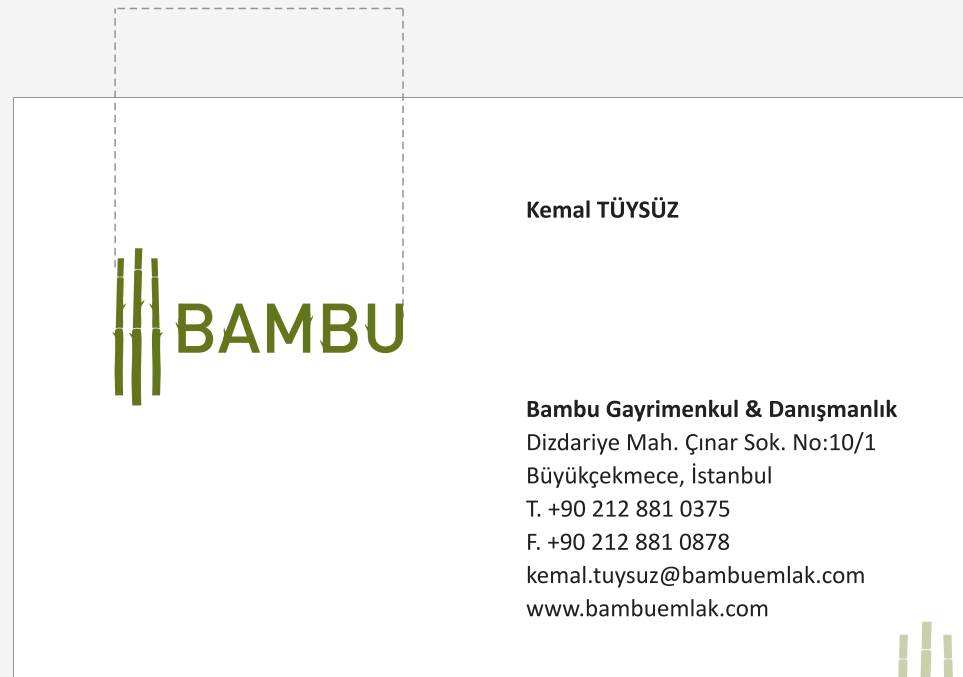 BAMBU
Kemal TÜYSÜZ
Bambu Gayrimenkul & Danışmanlık
Dizdariye Mah. Çınar Sok. No:10/1
Büyükçekmece, İstanbul
T. +90 212 881 0375
F. +90 212 881 0878
kemal.tuysuz@bambuemlak.com
www.bambuemlak.com